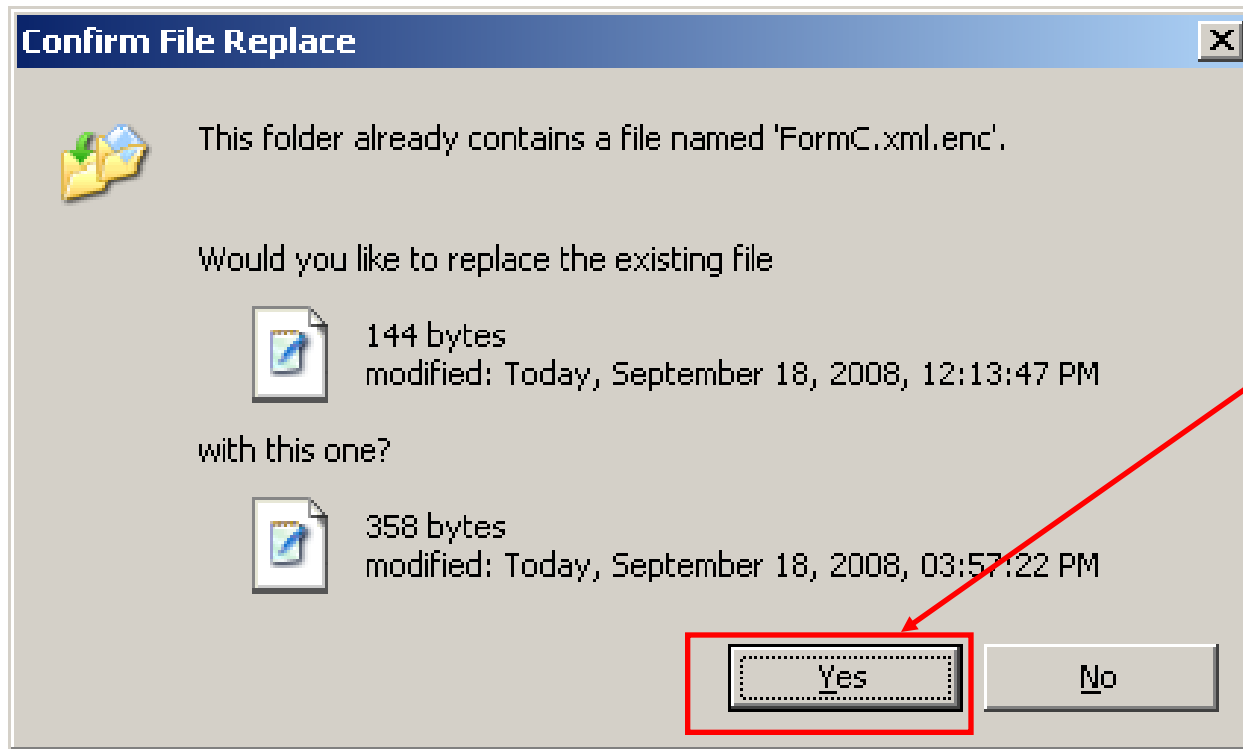 Confirm File Replace
This folder already contains a file named 'FormC.xml.enc'.
Would you like to replace the existing file
144 bytes
modified: Today, September 18, 2008, 12:13:47 PM
with this one?
358 bytes
modified: Today, September 18, 2008, 03:57:22 PM
Yes No